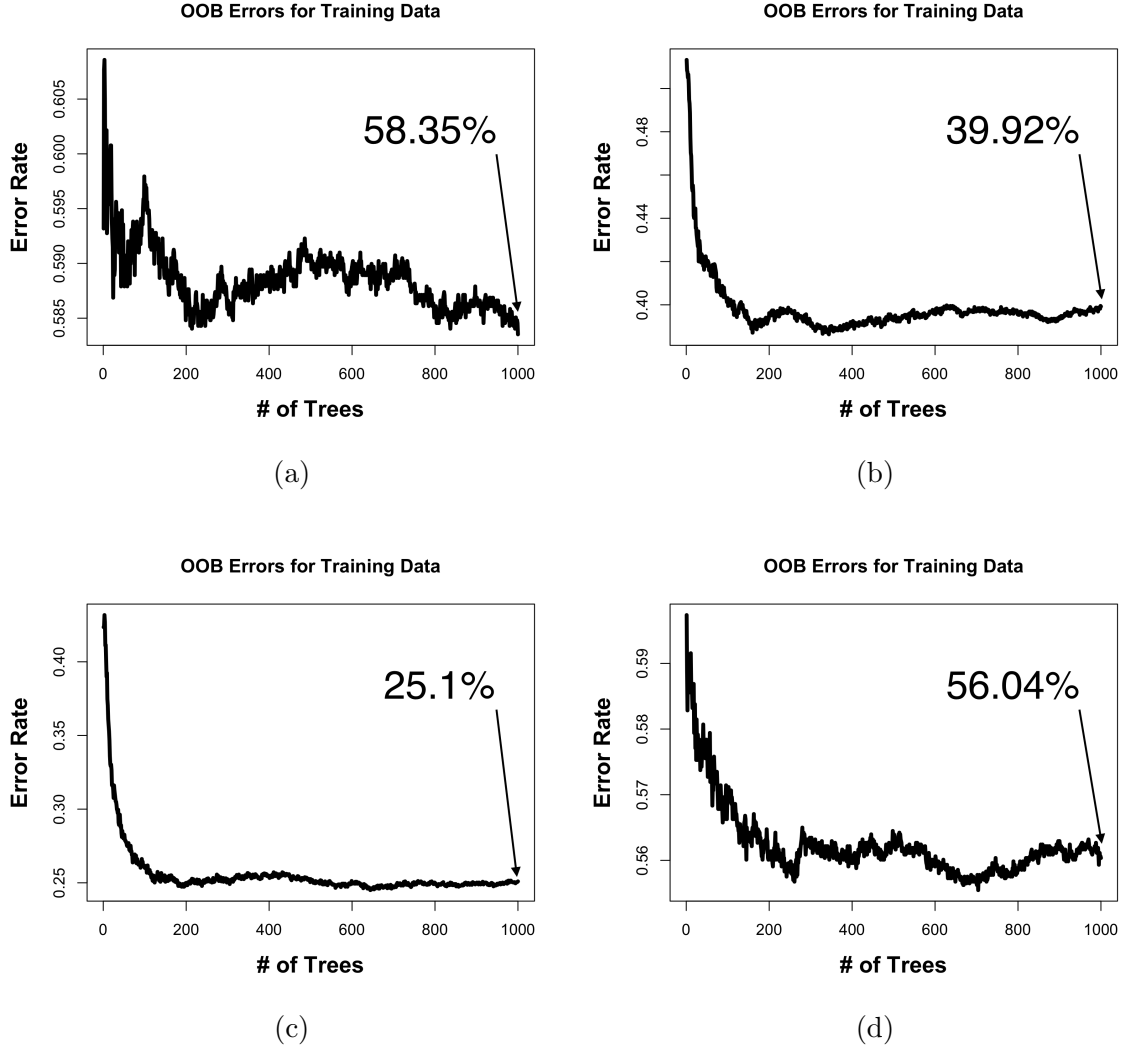 OOB Errors for Training Data
Error Rate
0.605
0.600
0.595
0.590
0.585
58.35%
0 200 400 600 800 1000
# of Trees
(a)
OOB Errors for Training Data
Error Rate
0.48
0.44
0.40
39.92%
0 200 400 600 800 1000
# of Trees
(b)
OOB Errors for Training Data
Error Rate
0.40
0.35
0.30
0.25
25.1%
0 200 400 600 800 1000
# of Trees
(c)
OOB Errors for Training Data
Error Rate
0.59
0.58
0.57
0.56
56.04%
0 200 400 600 800 1000
# of Trees
(d)